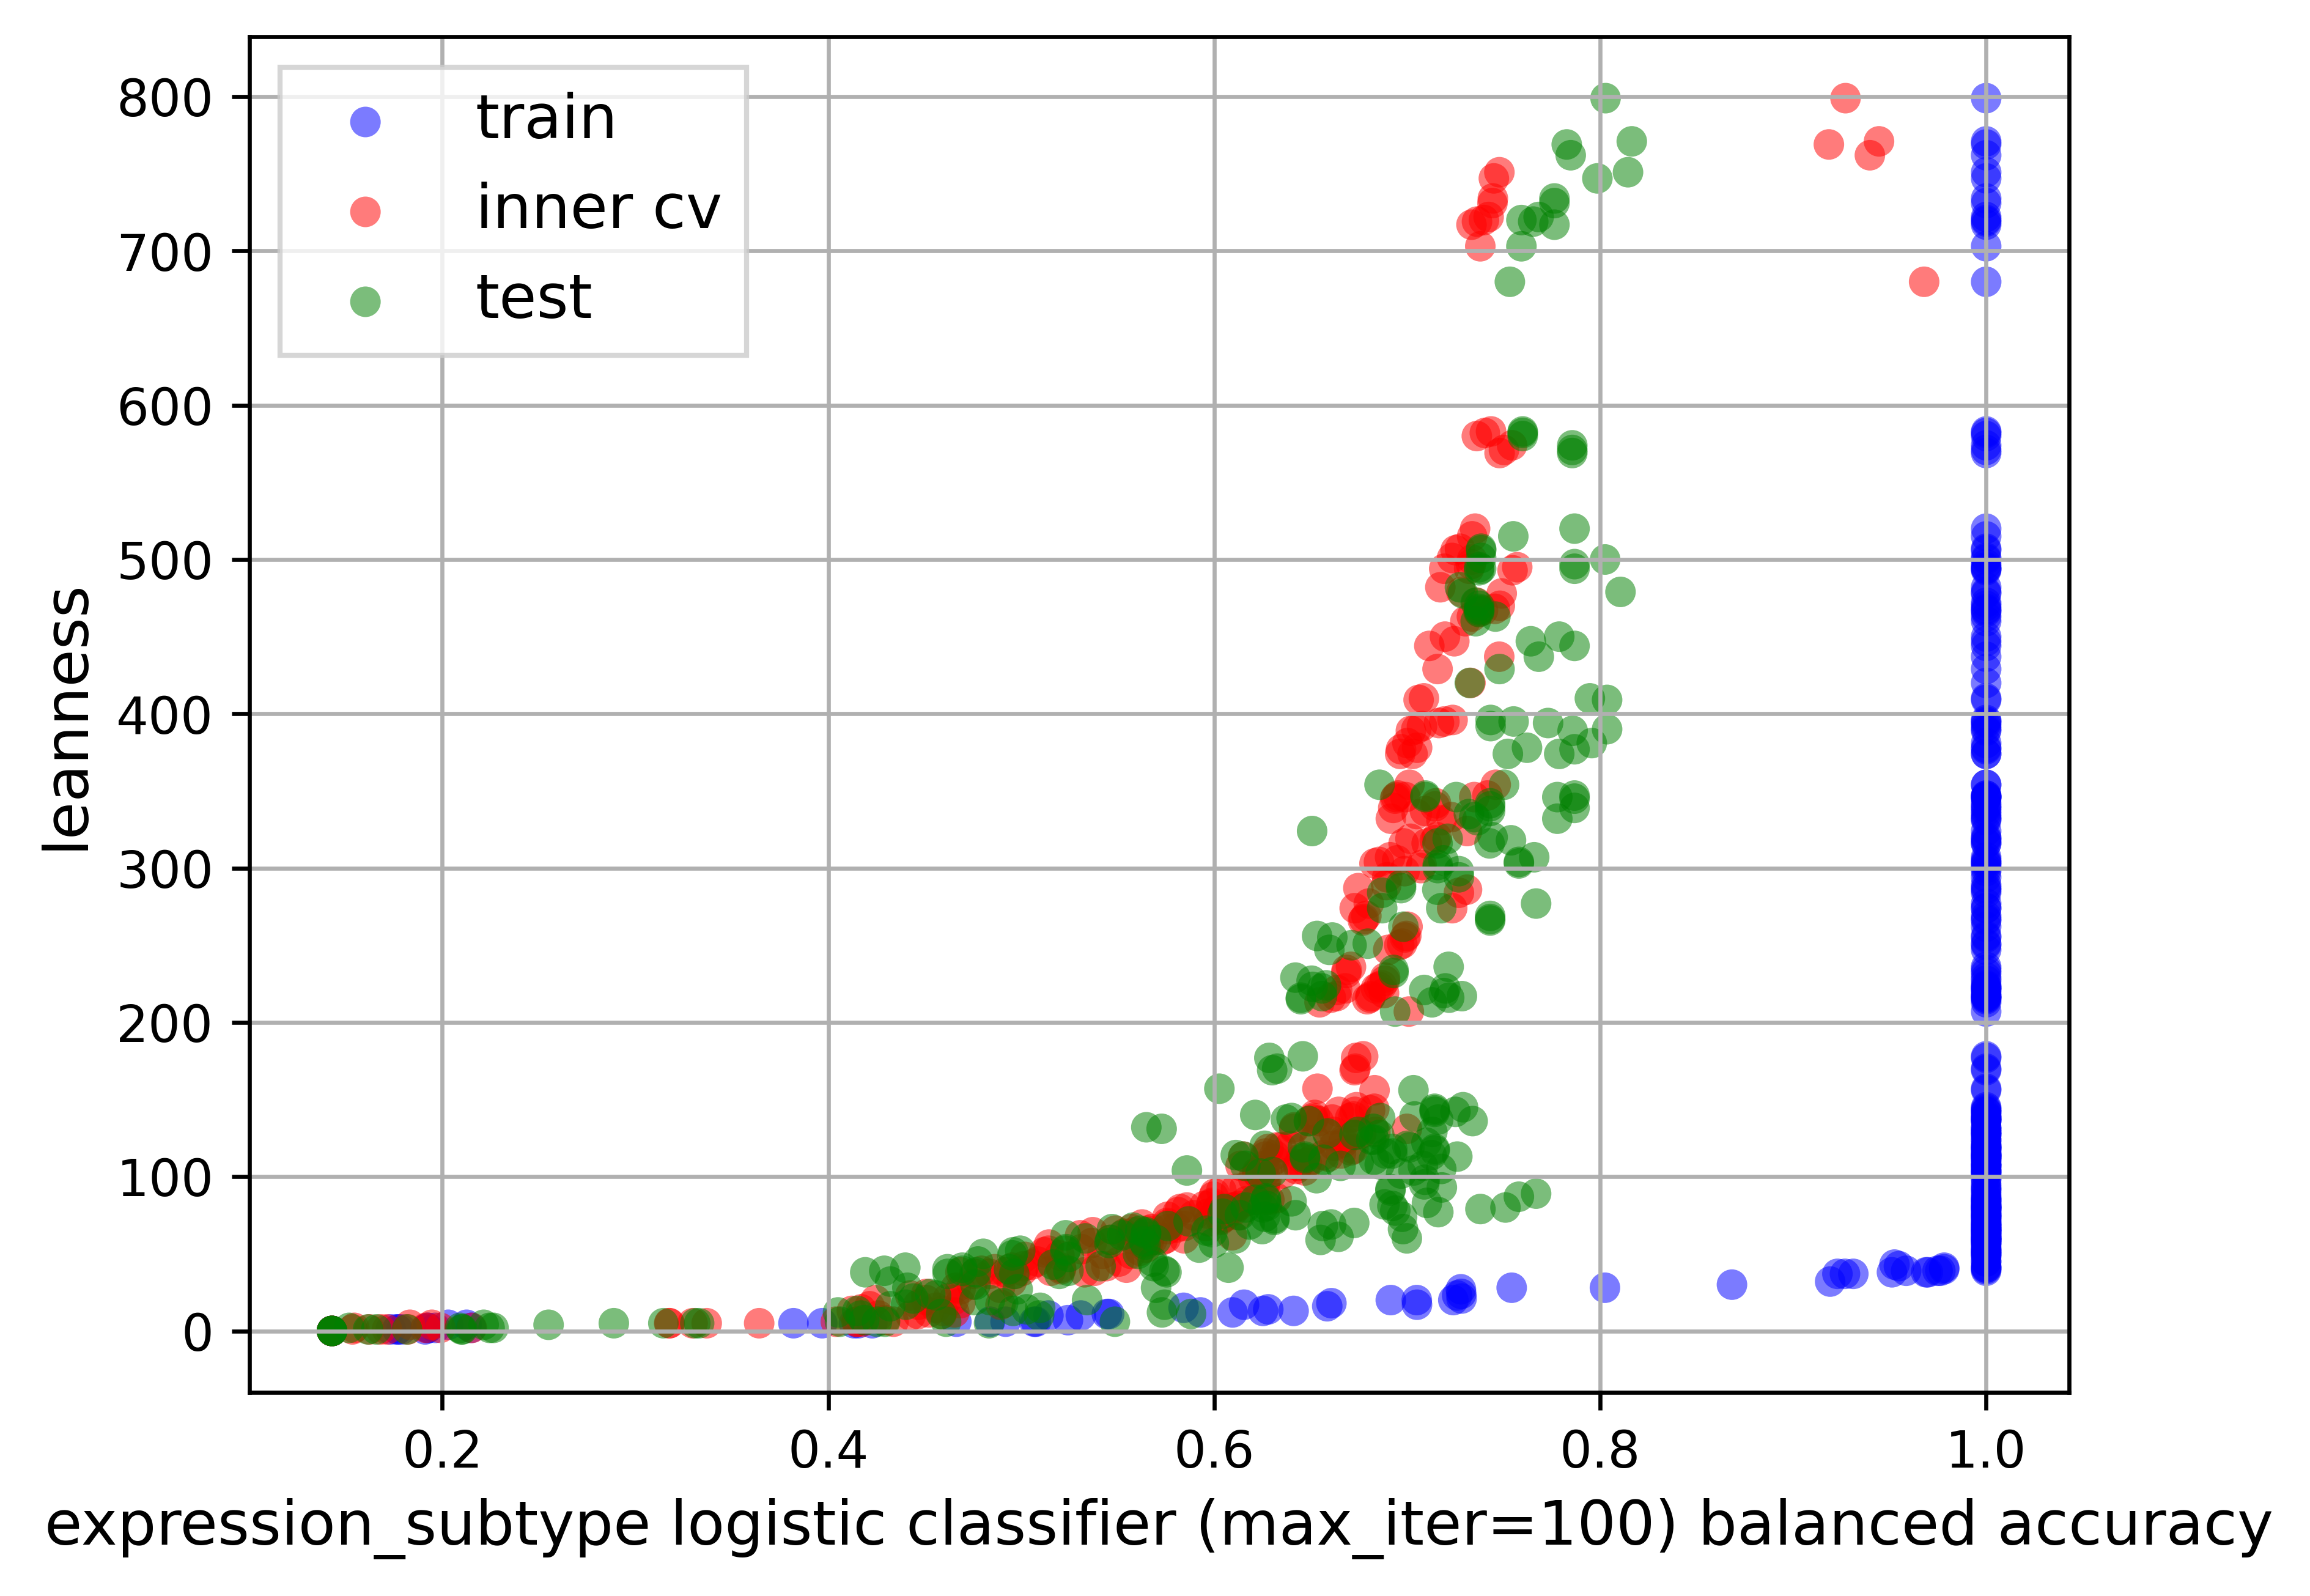 train
inner cv
test
800
700
600
500
400
300
200
100
0
leanness
0.2 0.4 0.6 0.8 1.0
expression_subtype logistic classifier (max_iter=100) balanced accuracy